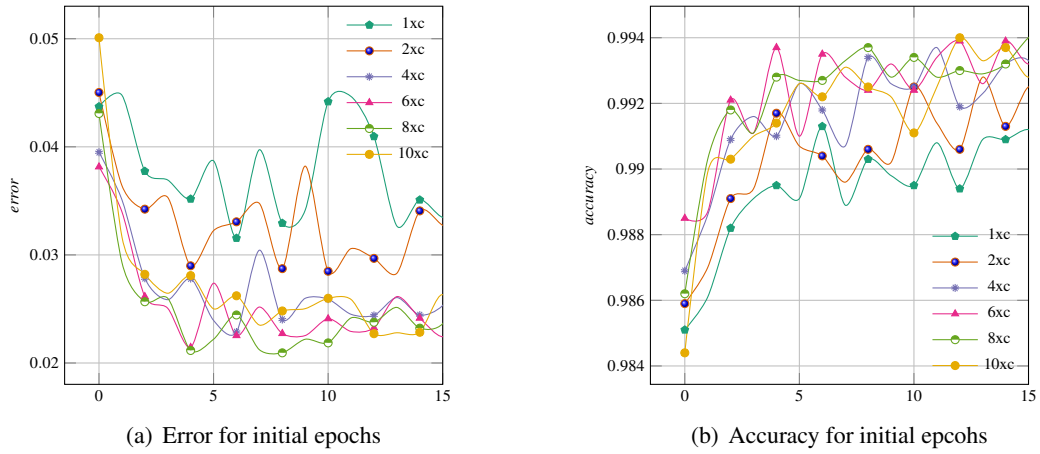 error
0.05
0.04
0.03
0.02
0 5 10 15
1xc
2xc
4xc
6xc
8xc
10xc
(a) Error for initial epochs
accuracy
0.994
0.992
0.99
0.988
0.986
0.984
0 5 10 15
1xc
2xc
4xc
6xc
8xc
10xc
(b) Accuracy for initial epcohs